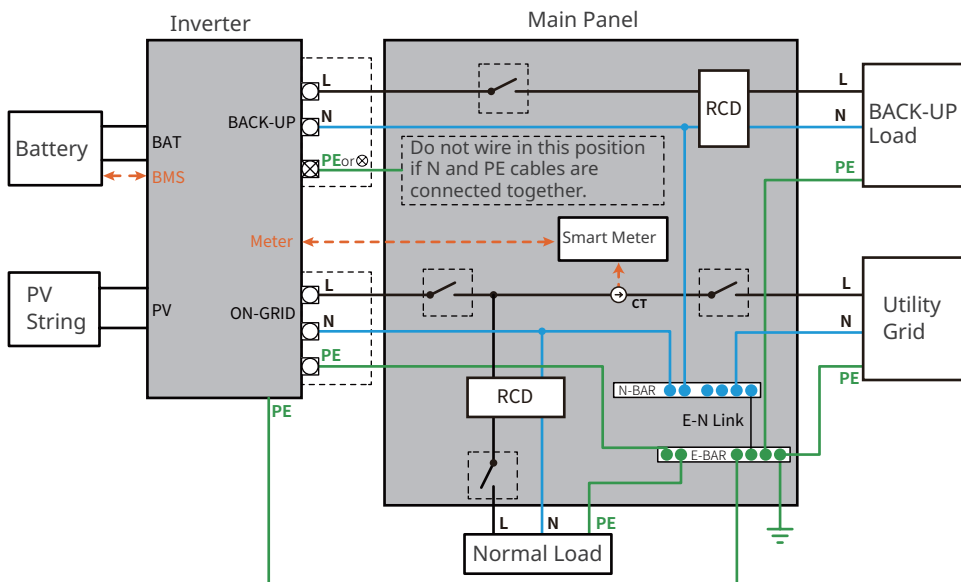 Main Panel
Inverter
L
L
RCD
N
BACK-UP
N
BACK-UP
Load
Battery
BAT
PE or ⊗
Do not wire in this position
if N and PE cables are
connected together.
PE
BMS
Meter
Smart Meter
PV
String
PV
L
ON-GRID
CT
L
Utility
Grid
N
N
PE
PE
RCD
N-BAR
PE
E-N Link
E-BAR
L
N
PE
Normal Load